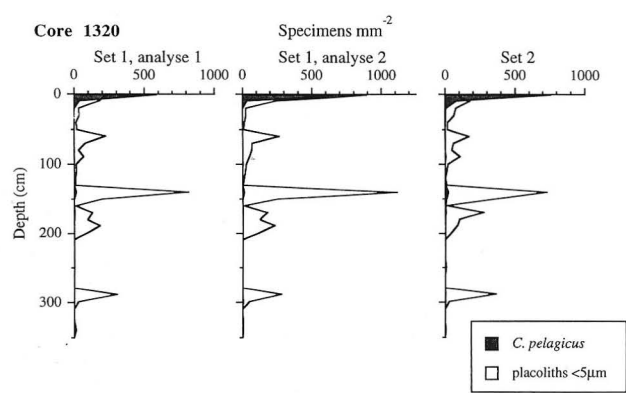 Core 1320
Specimens mm-2
Set 1, analyse 1
Set 1, analyse 2
Set 2
0 500 1000
0 500 1000
0 500 1000
Depth (cm)
0
100
200
300
C. pelagicus
placoliths <5µm